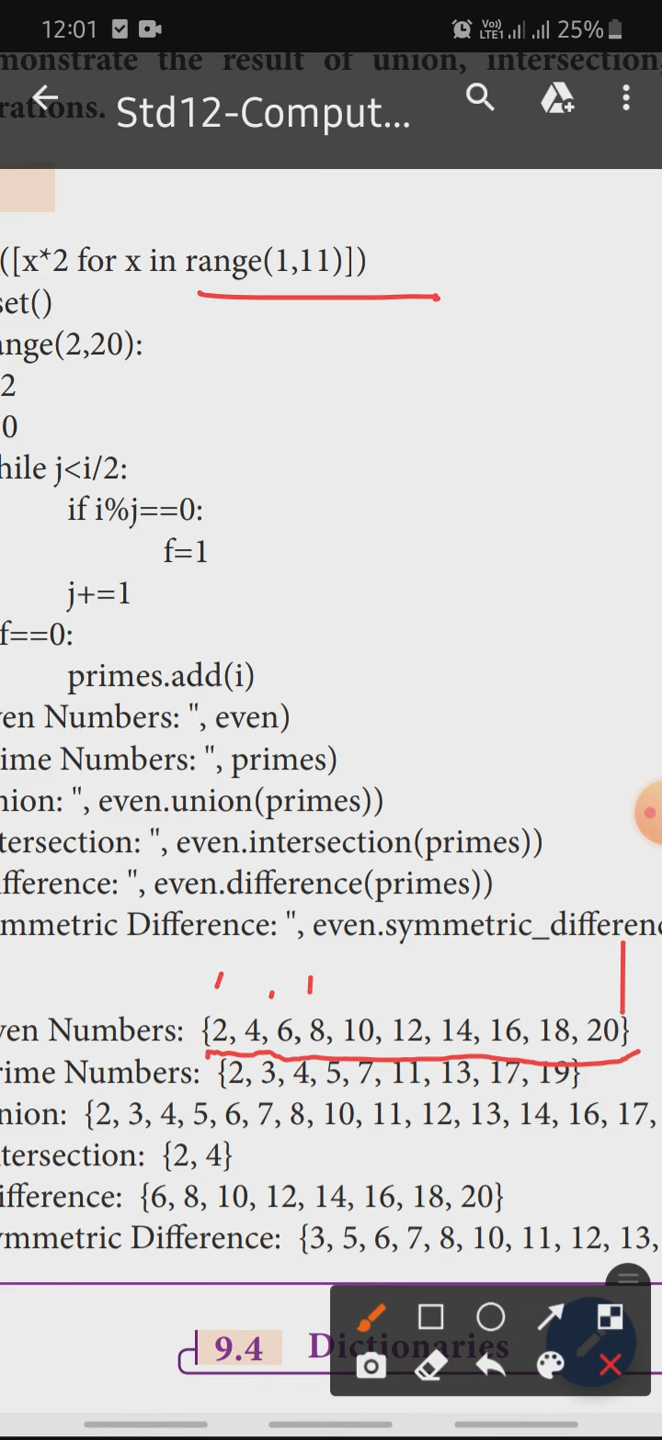 12:01 Vo)) LTE1 25%
monstrate the result of union, intersection,
rations. Std12-Comput...
([x*2 for x in range(1,11)])
set()
ange(2,20):
2
0
hile j<i/2:
if i%j==0:
f=1
j+=1
f==0:
primes.add(i)
ven Numbers: ", even)
ime Numbers: ", primes)
nion: ", even.union(primes))
tersection: ", even.intersection(primes))
ifference: ", even.difference(primes))
mmetric Difference: ", even.symmetric_differenc
ven Numbers: {2, 4, 6, 8, 10, 12, 14, 16, 18, 20}
rime Numbers: {2, 3, 4, 5, 7, 11, 13, 17, 19}
nion: {2, 3, 4, 5, 6, 7, 8, 10, 11, 12, 13, 14, 16, 17,
tersection: {2, 4}
ifference: {6, 8, 10, 12, 14, 16, 18, 20}
mmetric Difference: {3, 5, 6, 7, 8, 10, 11, 12, 13,
9.4 Dictionaries